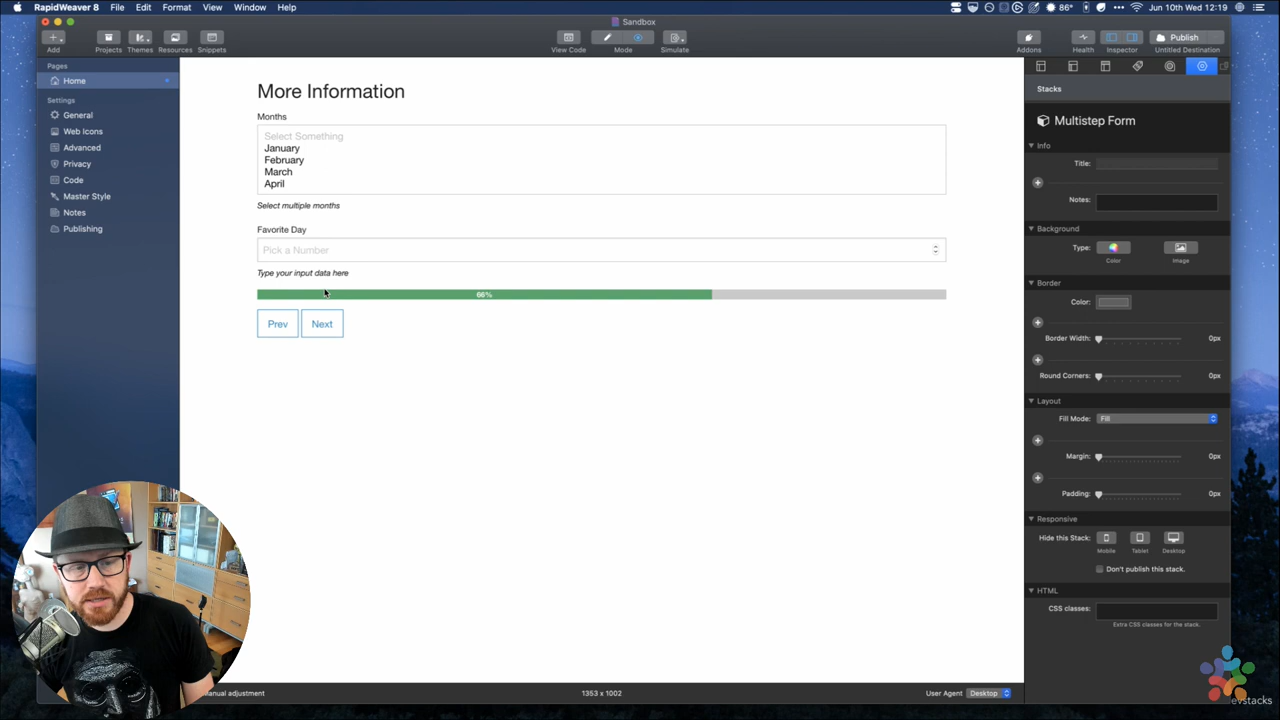 RapidWeaver 8 File Edit Format View Window Help
86° Jun 10th Wed 12:19
Sandbox
Add Projects Themes Resources Snippets
View Code Mode Simulate
Addons Health Inspector Publish
Untitled Destination
Pages
Home
Settings
General
Web Icons
Advanced
Privacy
Code
Master Style
Notes
Publishing
More Information
Months
Select Something
January
February
March
April
Select multiple months
Favorite Day
Pick a Number
Type your input data here
66%
Prev Next
Stacks
Multistep Form
Info
Title:
Notes:
Background
Type:
Color Image
Border
Color:
Border Width: 0px
Round Corners: 0px
Layout
Fill Mode: Fill
Margin: 0px
Padding: 0px
Responsive
Hide this Stack:
Mobile Tablet Desktop
Don't publish this stack.
HTML
CSS classes:
Extra CSS classes for the stack.
Manual adjustment
1353 x 1002
User Agent Desktop
evstacks